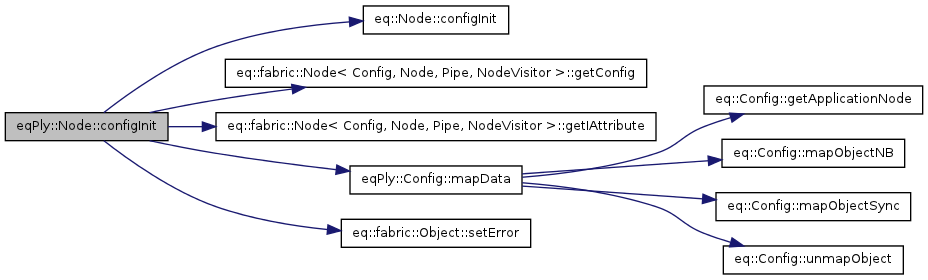 eq::Node::configInit
eq::fabric::Node< Config, Node, Pipe, NodeVisitor >::getConfig
eqPly::Node::configInit
eq::fabric::Node< Config, Node, Pipe, NodeVisitor >::getIAttribute
eqPly::Config::mapData
eq::fabric::Object::setError
eq::Config::getApplicationNode
eq::Config::mapObjectNB
eq::Config::mapObjectSync
eq::Config::unmapObject